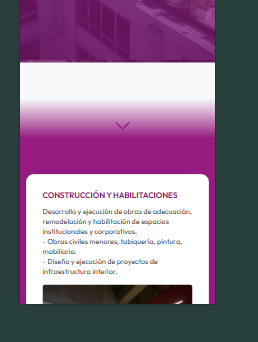 CONSTRUCCIÓN Y HABILITACIONES
Desarrollo y ejecución de obras de adecuación,
remodelación y habilitación de espacios
institucionales y corporativos.
- Obras civiles menores, tabiquería, pintura,
mobiliario.
- Diseño y ejecución de proyectos de
infraestructura interior.